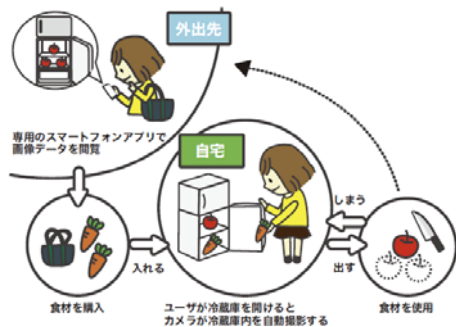 外出先
専用のスマートフォンアプリで
画像データを閲覧
自宅
しまう
入れる
出す
食材を購入
ユーザが冷蔵庫を開けると
カメラが冷蔵庫内を自動撮影する
食材を使用